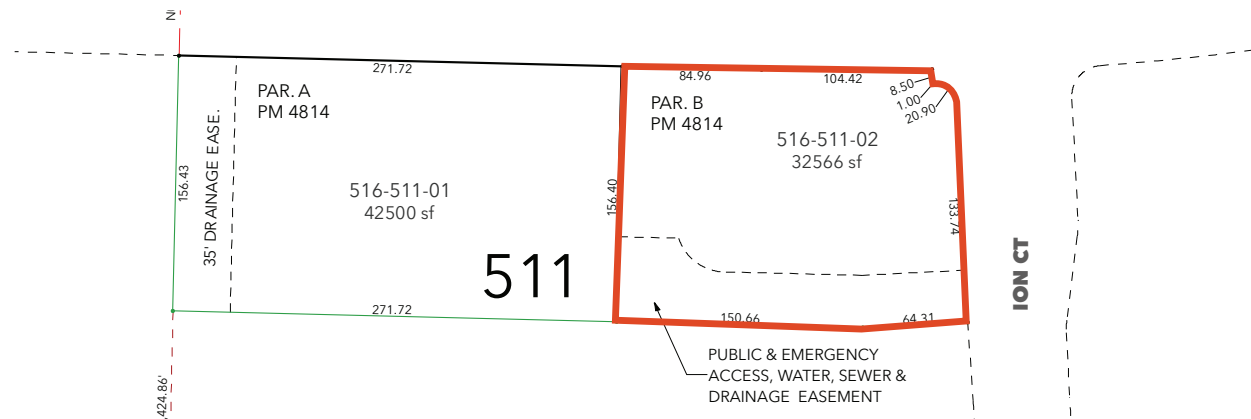 N
271.72
84.96
104.42
8.50
1.00
20.90
PAR. A
PM 4814
PAR. B
PM 4814
35' DRAINAGE EASE.
156.43
516-511-01
42500 sf
156.40
516-511-02
32566 sf
133.74
ION CT
511
271.72
150.66
64.31
PUBLIC & EMERGENCY
ACCESS, WATER, SEWER &
DRAINAGE EASEMENT
424.86'